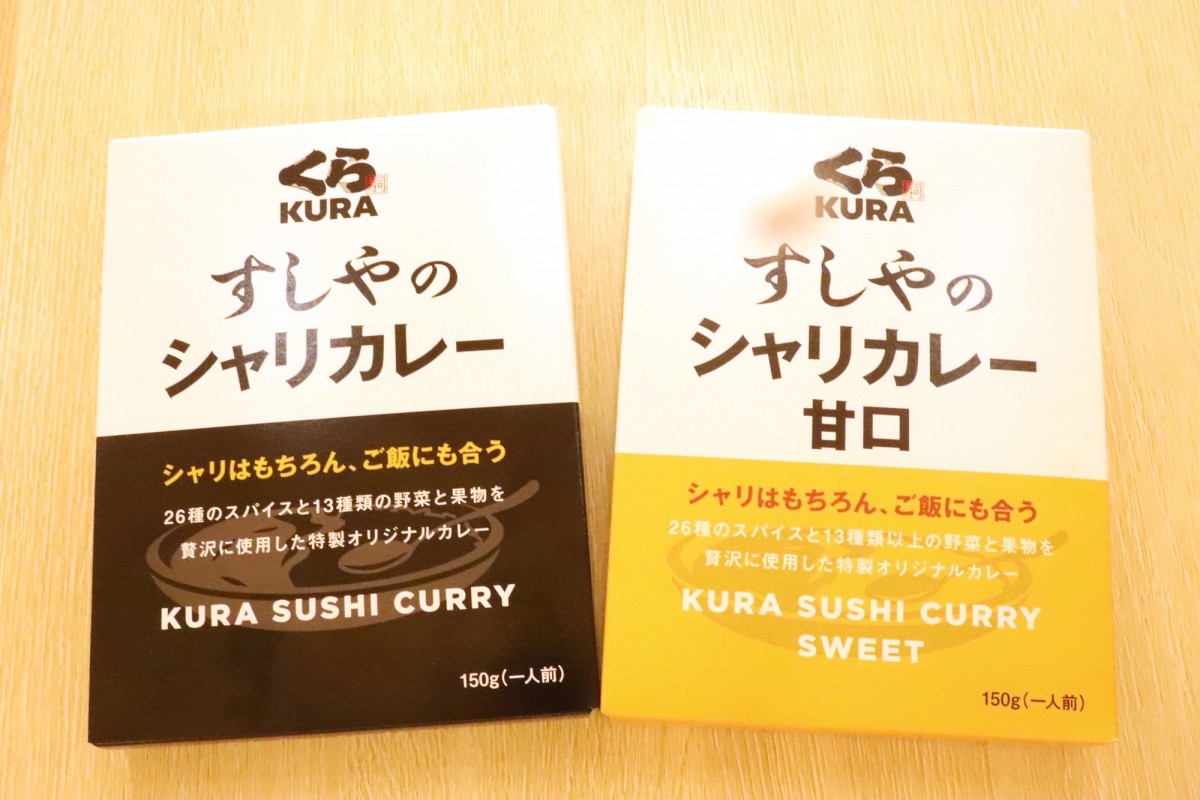 くら
KURA
すしやの
シャリカレー
シャリはもちろん、ご飯にも合う
26種のスパイスと13種類の野菜と果物を
贅沢に使用した特製オリジナルカレー
KURA SUSHI CURRY
150g(一人前)
くら
KURA
すしやの
シャリカレー
甘口
シャリはもちろん、ご飯にも合う
26種のスパイスと13種類以上の野菜と果物を
贅沢に使用した特製オリジナルカレー
KURA SUSHI CURRY
SWEET
150g(一人前)